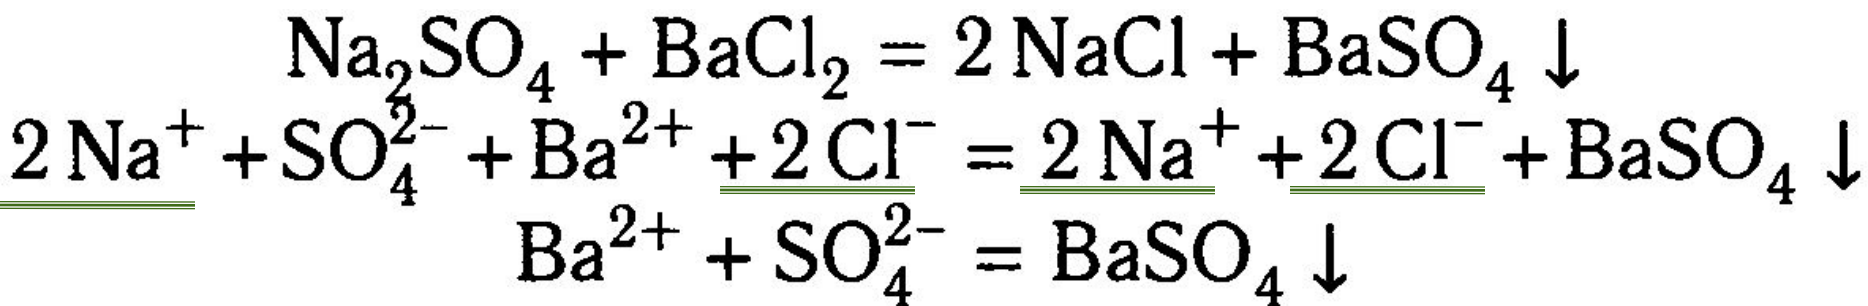 Na₂SO₄ + BaCl₂ = 2 NaCl + BaSO₄ ↓
2 Na⁺ + SO₄²⁻ + Ba²⁺ + 2 Cl⁻ = 2 Na⁺ + 2 Cl⁻ + BaSO₄ ↓
Ba²⁺ + SO₄²⁻ = BaSO₄ ↓